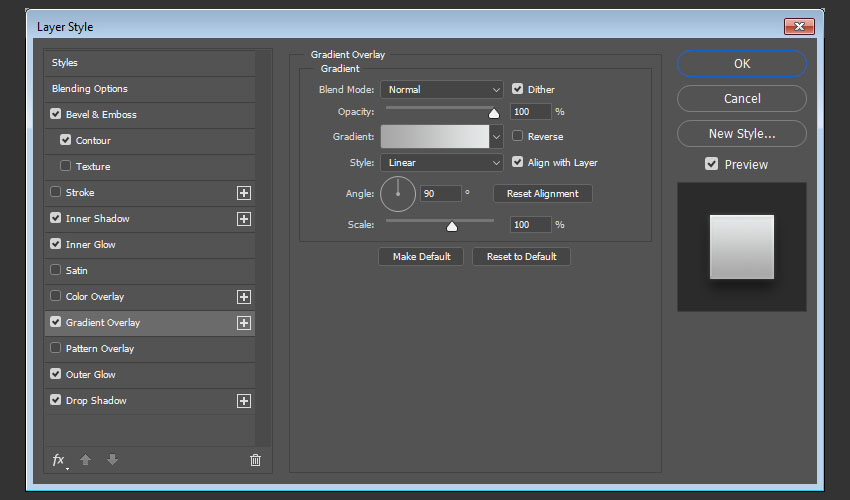 Layer Style
Styles
Blending Options
Bevel & Emboss
Contour
Texture
Stroke
Inner Shadow
Inner Glow
Satin
Color Overlay
Gradient Overlay
Pattern Overlay
Outer Glow
Drop Shadow
fx
Gradient Overlay
Gradient
Blend Mode: Normal Dither
Opacity: 100 %
Gradient: Reverse
Style: Linear Align with Layer
Angle: 90 ° Reset Alignment
Scale: 100 %
Make Default Reset to Default
OK
Cancel
New Style...
Preview